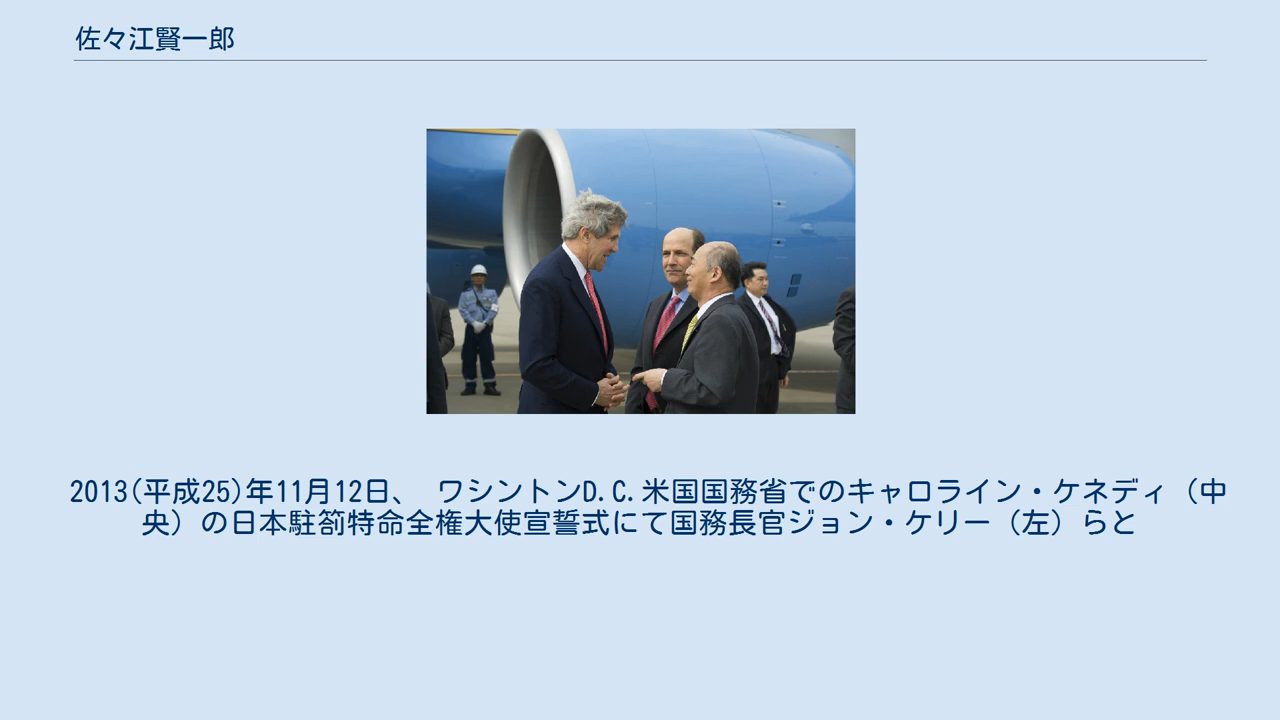 佐々江賢一郎
2013(平成25)年11月12日、 ワシントンD.C.米国国務省でのキャロライン・ケネディ（中
央）の日本駐箚特命全権大使宣誓式にて国務長官ジョン・ケリー（左）らと